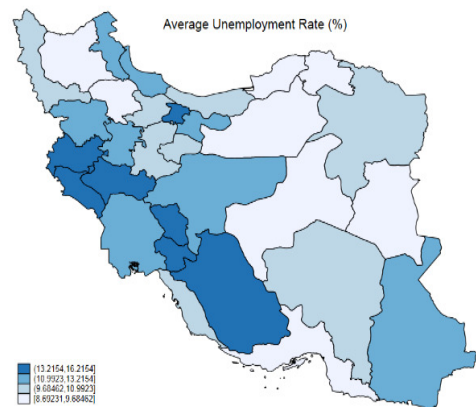 Average Unemployment Rate (%)
(13.2154,16.2154]
(10.9923,13.2154]
(9.68462,10.9923]
[8.69231,9.68462]